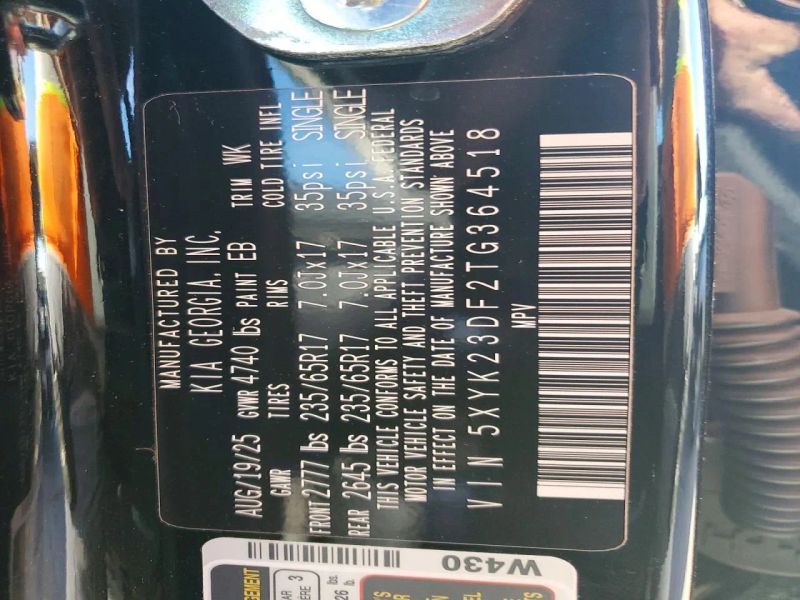 MANUFACTURED BY
KIA GEORGIA, INC.
AUG/19/25 GVWR 4740 lbs PAINT EB TRIM WK
GAWR TIRES RIMS COLD TIRE INFL
FRONT 2777 lbs 235/65R17 7.0Jx17 35psi SINGLE
REAR 2645 lbs 235/65R17 7.0Jx17 35psi SINGLE
THIS VEHICLE CONFORMS TO ALL APPLICABLE U.S.A. FEDERAL
MOTOR VEHICLE SAFETY AND THEFT PREVENTION STANDARDS
IN EFFECT ON THE DATE OF MANUFACTURE SHOWN ABOVE
VIN 5XYK23DF2TG364518
MPV
W430
3